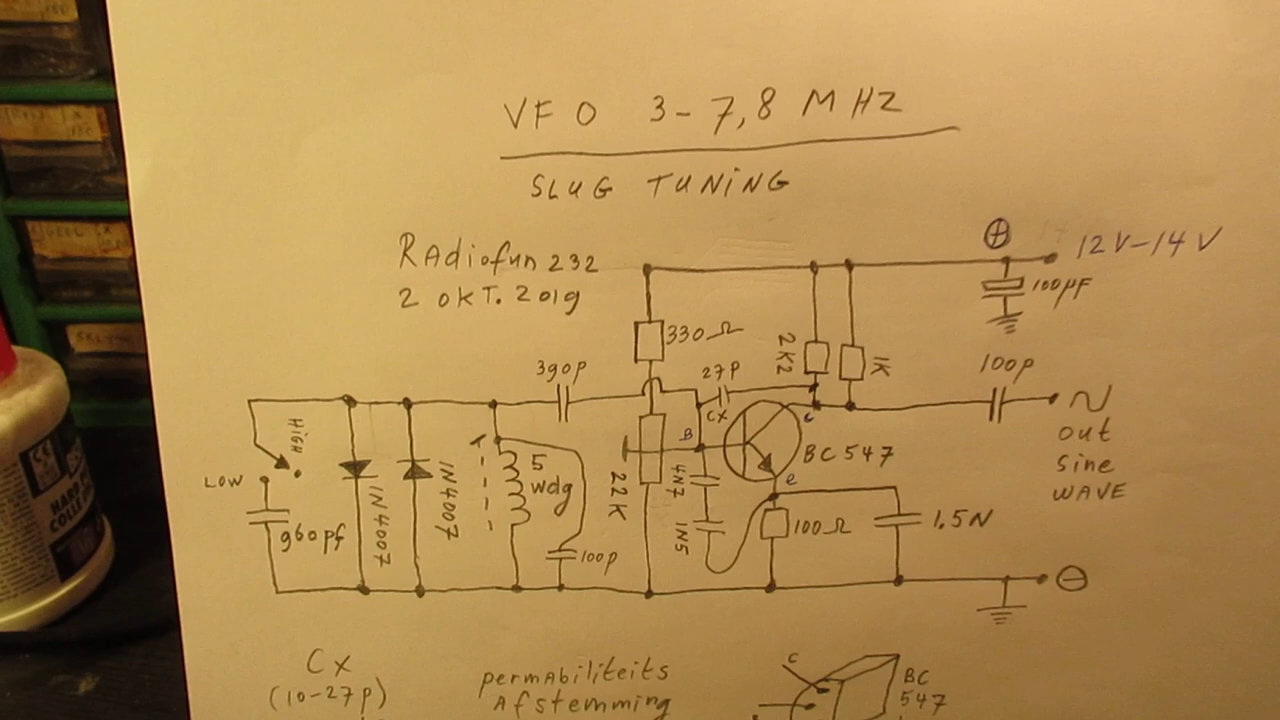 VFO 3-7,8 MHZ
SLUG TUNING
RAdiofun 232
2 okT. 2019
⊕ 12V-14V
100µF
330Ω
2K2
1K
390p
27P
CX
100p
c
B
BC 547
e
out
sine
WAVE
HIGH
LOW
960pf
1N4007
1N4007
5
wdg
100p
22K
4N7
1N5
100Ω
1.5N
⊖
Cx
(10-27p)
permabiliteits
Afstemming
c
BC
547